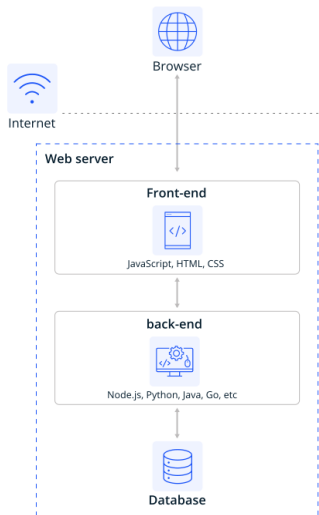 Browser
Internet
Web server
Front-end
</>
JavaScript, HTML, CSS
back-end
</>
Node.js, Python, Java, Go, etc
Database